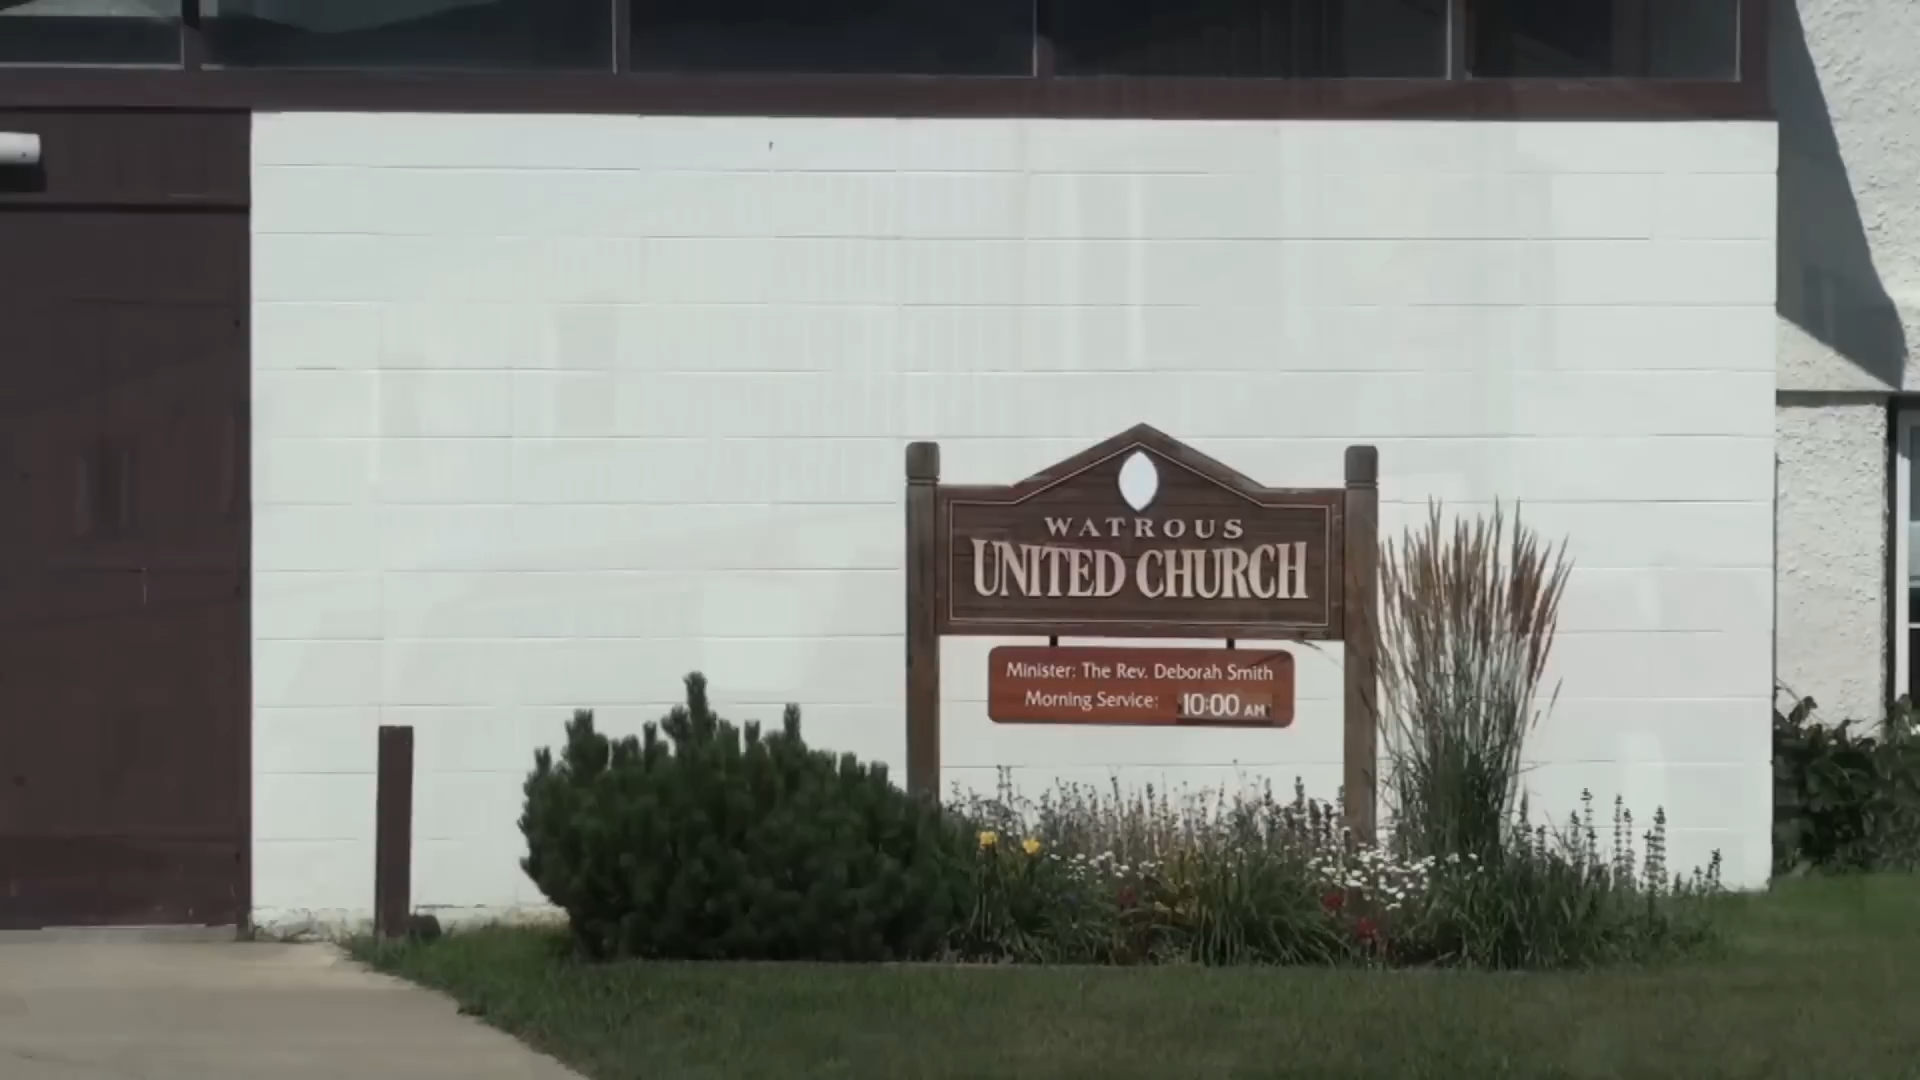 WATROUS
UNITED CHURCH
Minister: The Rev. Deborah Smith
Morning Service: 10:00 AM